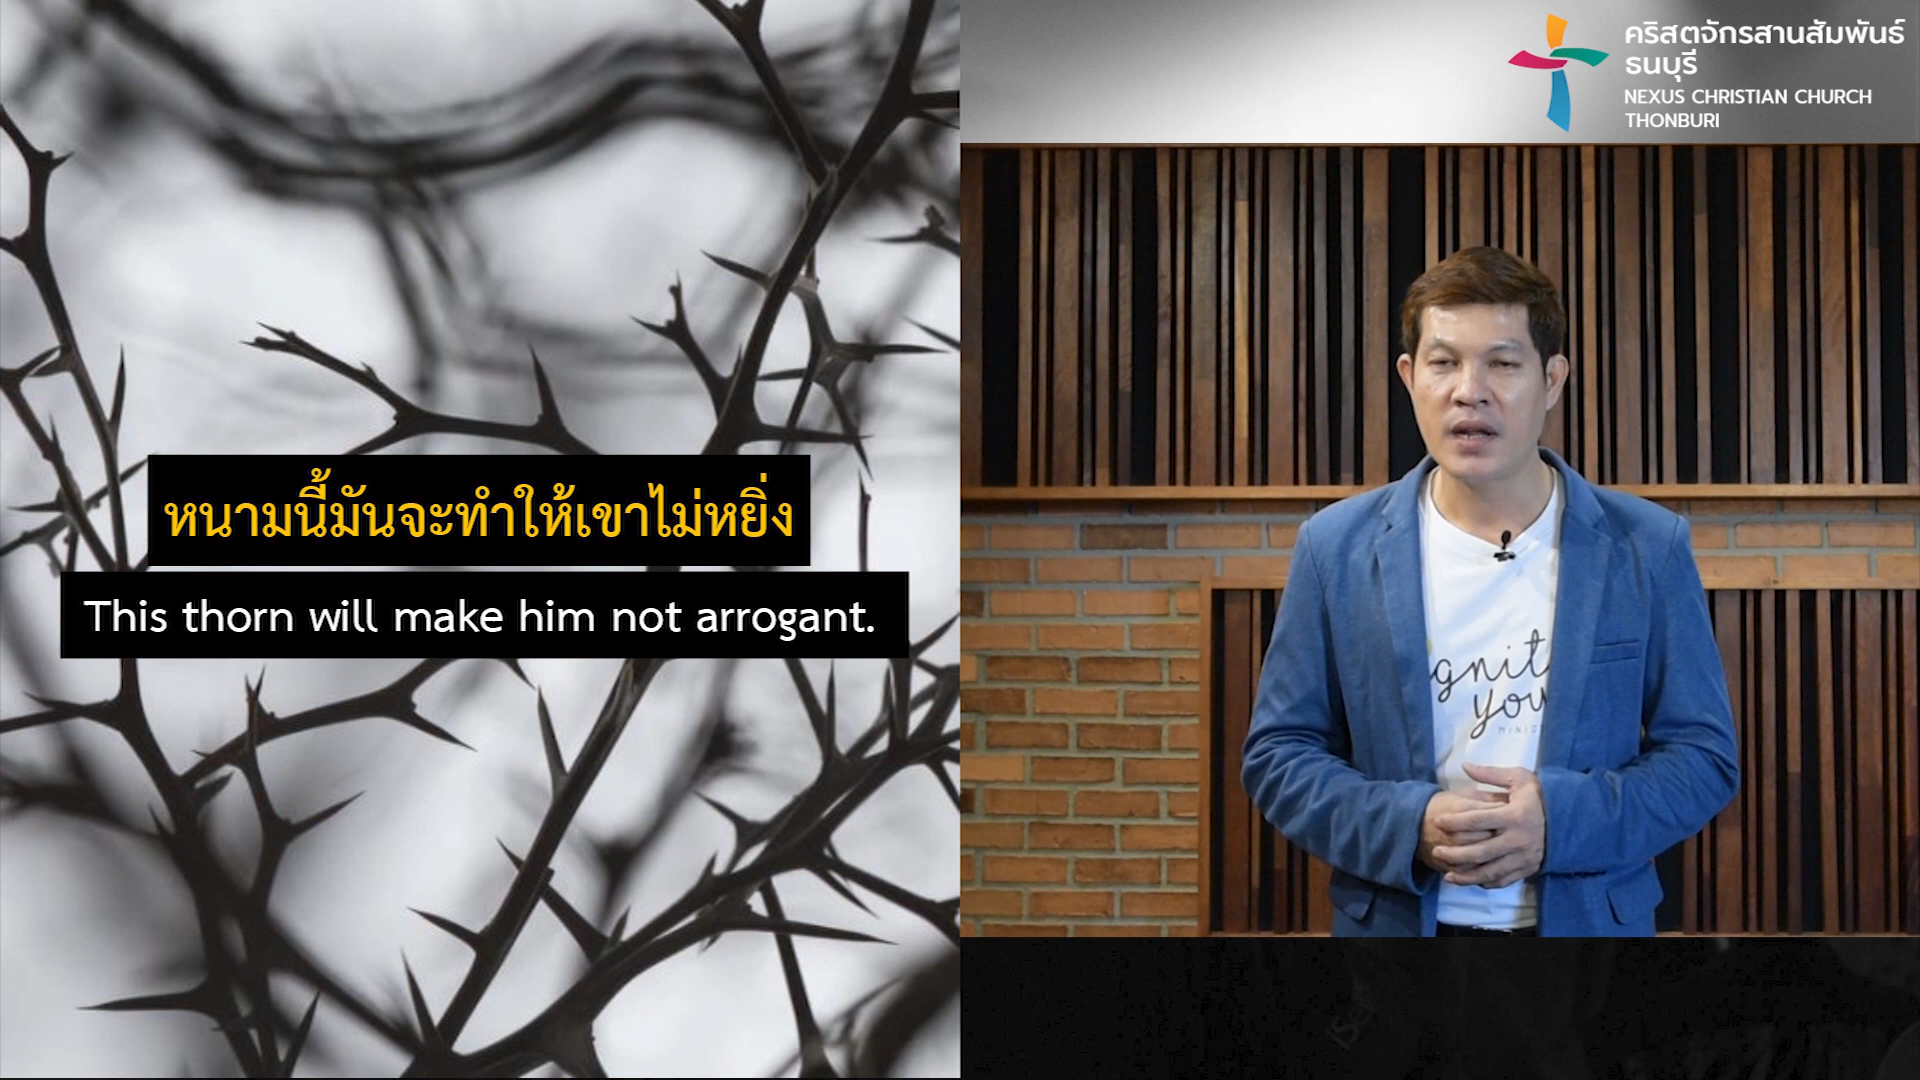 หนามนี้มันจะทำให้เขาไม่หยิ่ง
This thorn will make him not arrogant.
คริสตจักรสานสัมพันธ์
ธนบุรี
NEXUS CHRISTIAN CHURCH
THONBURI
gnit
you